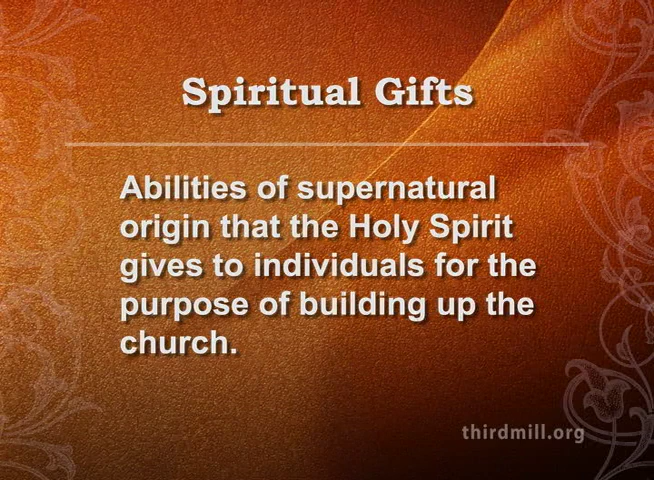 Spiritual Gifts
Abilities of supernatural
origin that the Holy Spirit
gives to individuals for the
purpose of building up the
church.
thirdmill.org